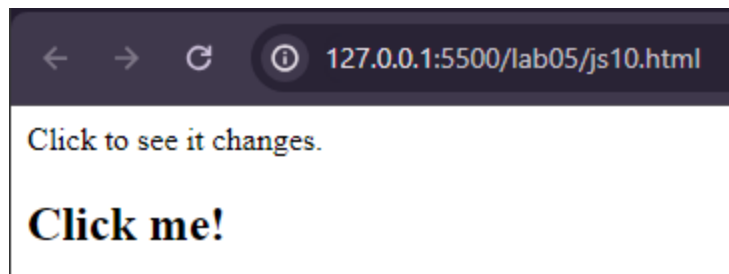 127.0.0.1:5500/lab05/js10.html
Click to see it changes.
Click me!